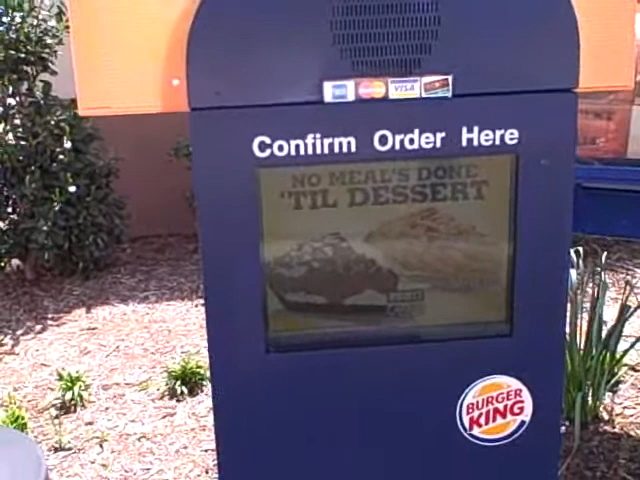 VISA
Confirm Order Here
NO MEAL'S DONE
'TIL DESSERT
BURGER
KING